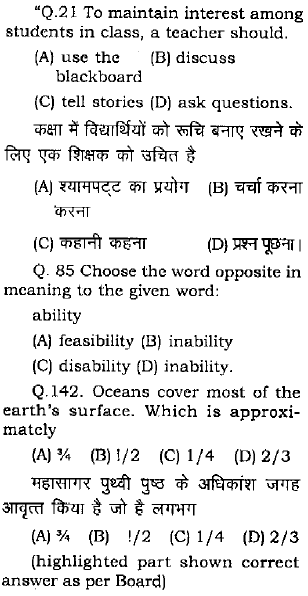 "Q.21 To maintain interest among
students in class, a teacher should.
(A) use the (B) discuss
blackboard
(C) tell stories (D) ask questions.
कक्षा में विद्यार्थियों को रूचि बनाए रखने के
लिए एक शिक्षक को उचित है
(A) श्यामपट्ट का प्रयोग (B) चर्चा करना
करना
(C) कहानी कहना (D) प्रश्न पूछना।
Q. 85 Choose the word opposite in
meaning to the given word:
ability
(A) feasibility (B) inability
(C) disability (D) inability.
Q.142. Oceans cover most of the
earth's surface. Which is approxi-
mately
(A) ¾ (B) !/2 (C) 1/4 (D) 2/3
महासागर पुथ्वी पुष्ठ के अधिकांश जगह
आवृत्त किया है जो है लगभग
(A) ¾ (B) !/2 (C) 1/4 (D) 2/3
(highlighted part shown correct
answer as per Board)